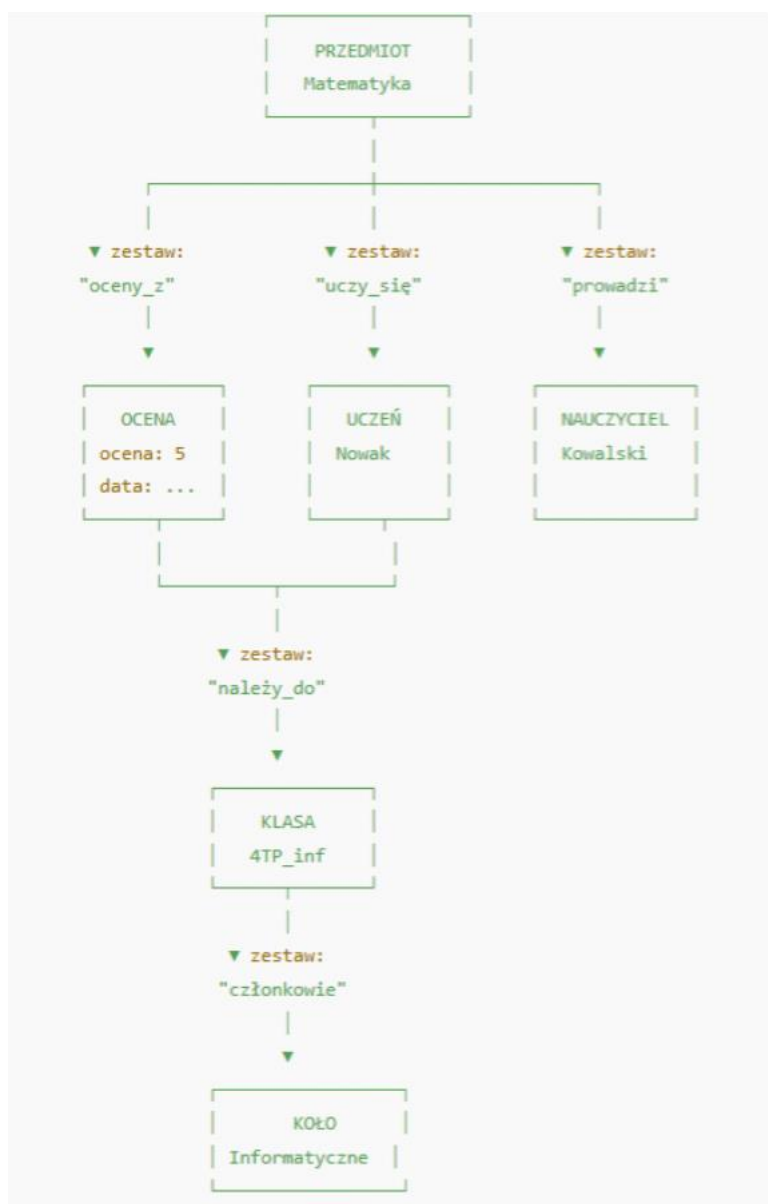 PRZEDMIOT
Matematyka
▼ zestaw: ▼ zestaw: ▼ zestaw:
"oceny_z" "uczy_się" "prowadzi"
▼ ▼ ▼
OCENA UCZEŃ NAUCZYCIEL
ocena: 5 Nowak Kowalski
data: ...
▼ zestaw:
"należy_do"
▼
KLASA
4TP_inf
▼ zestaw:
"członkowie"
▼
KOŁO
Informatyczne